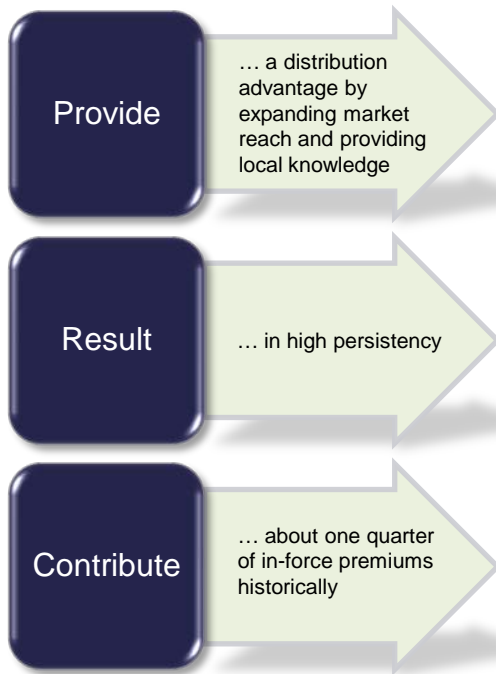 Provide
… a distribution
advantage by
expanding market
reach and providing
local knowledge
Result
… in high persistency
Contribute
… about one quarter
of in-force premiums
historically